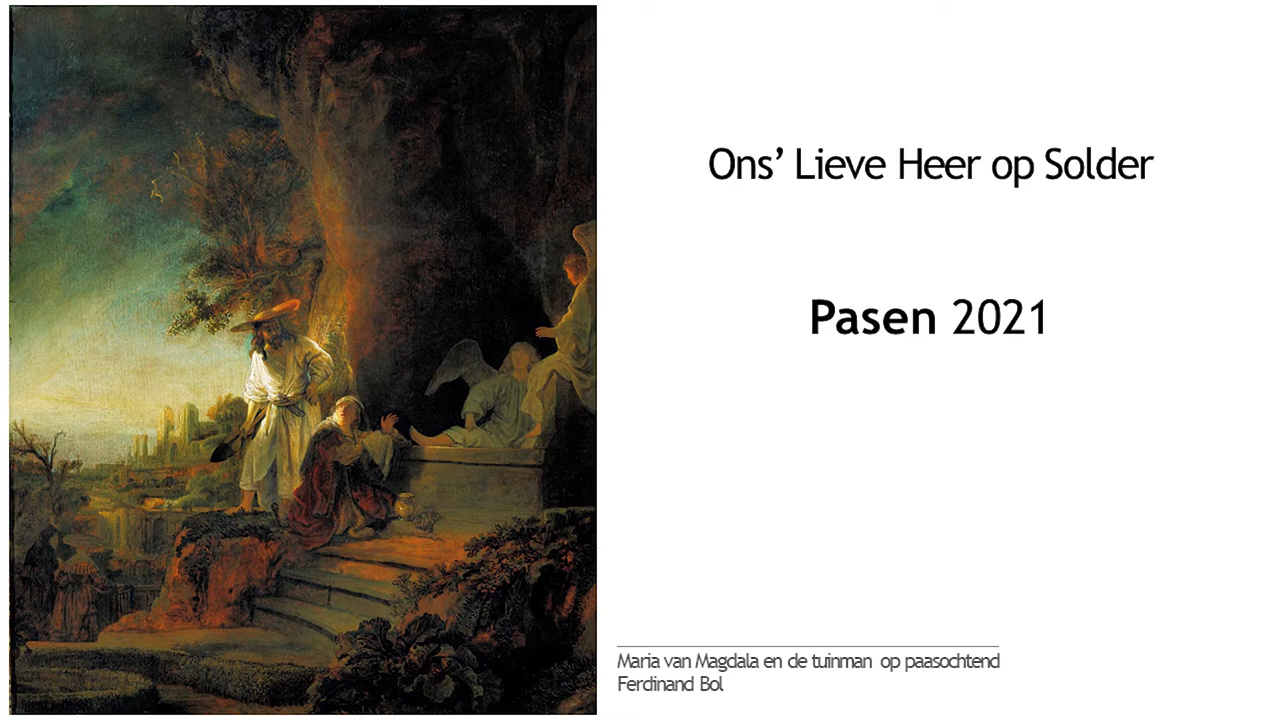 Ons’ Lieve Heer op Solder
Pasen 2021
Maria van Magdala en de tuinman op paasochtend
Ferdinand Bol